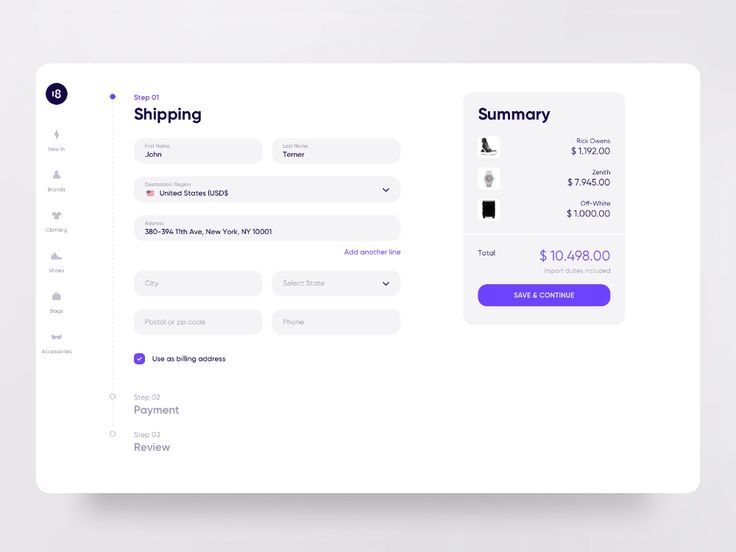 8
New In
Brands
Clothing
Shoes
Bags
Accessories
Step 01
Shipping
First Name
John
Last Name
Terner
Destination Region
United States (USD$
Address
380-394 11th Ave, New York, NY 10001
Add another line
City
Select State
Postal or zip code
Phone
Use as billing address
Step 02
Payment
Step 03
Review
Summary
Rick Owens
$ 1.192.00
Zenith
$ 7.945.00
Off-White
$ 1.000.00
Total
$ 10.498.00
Import duties included
SAVE & CONTINUE